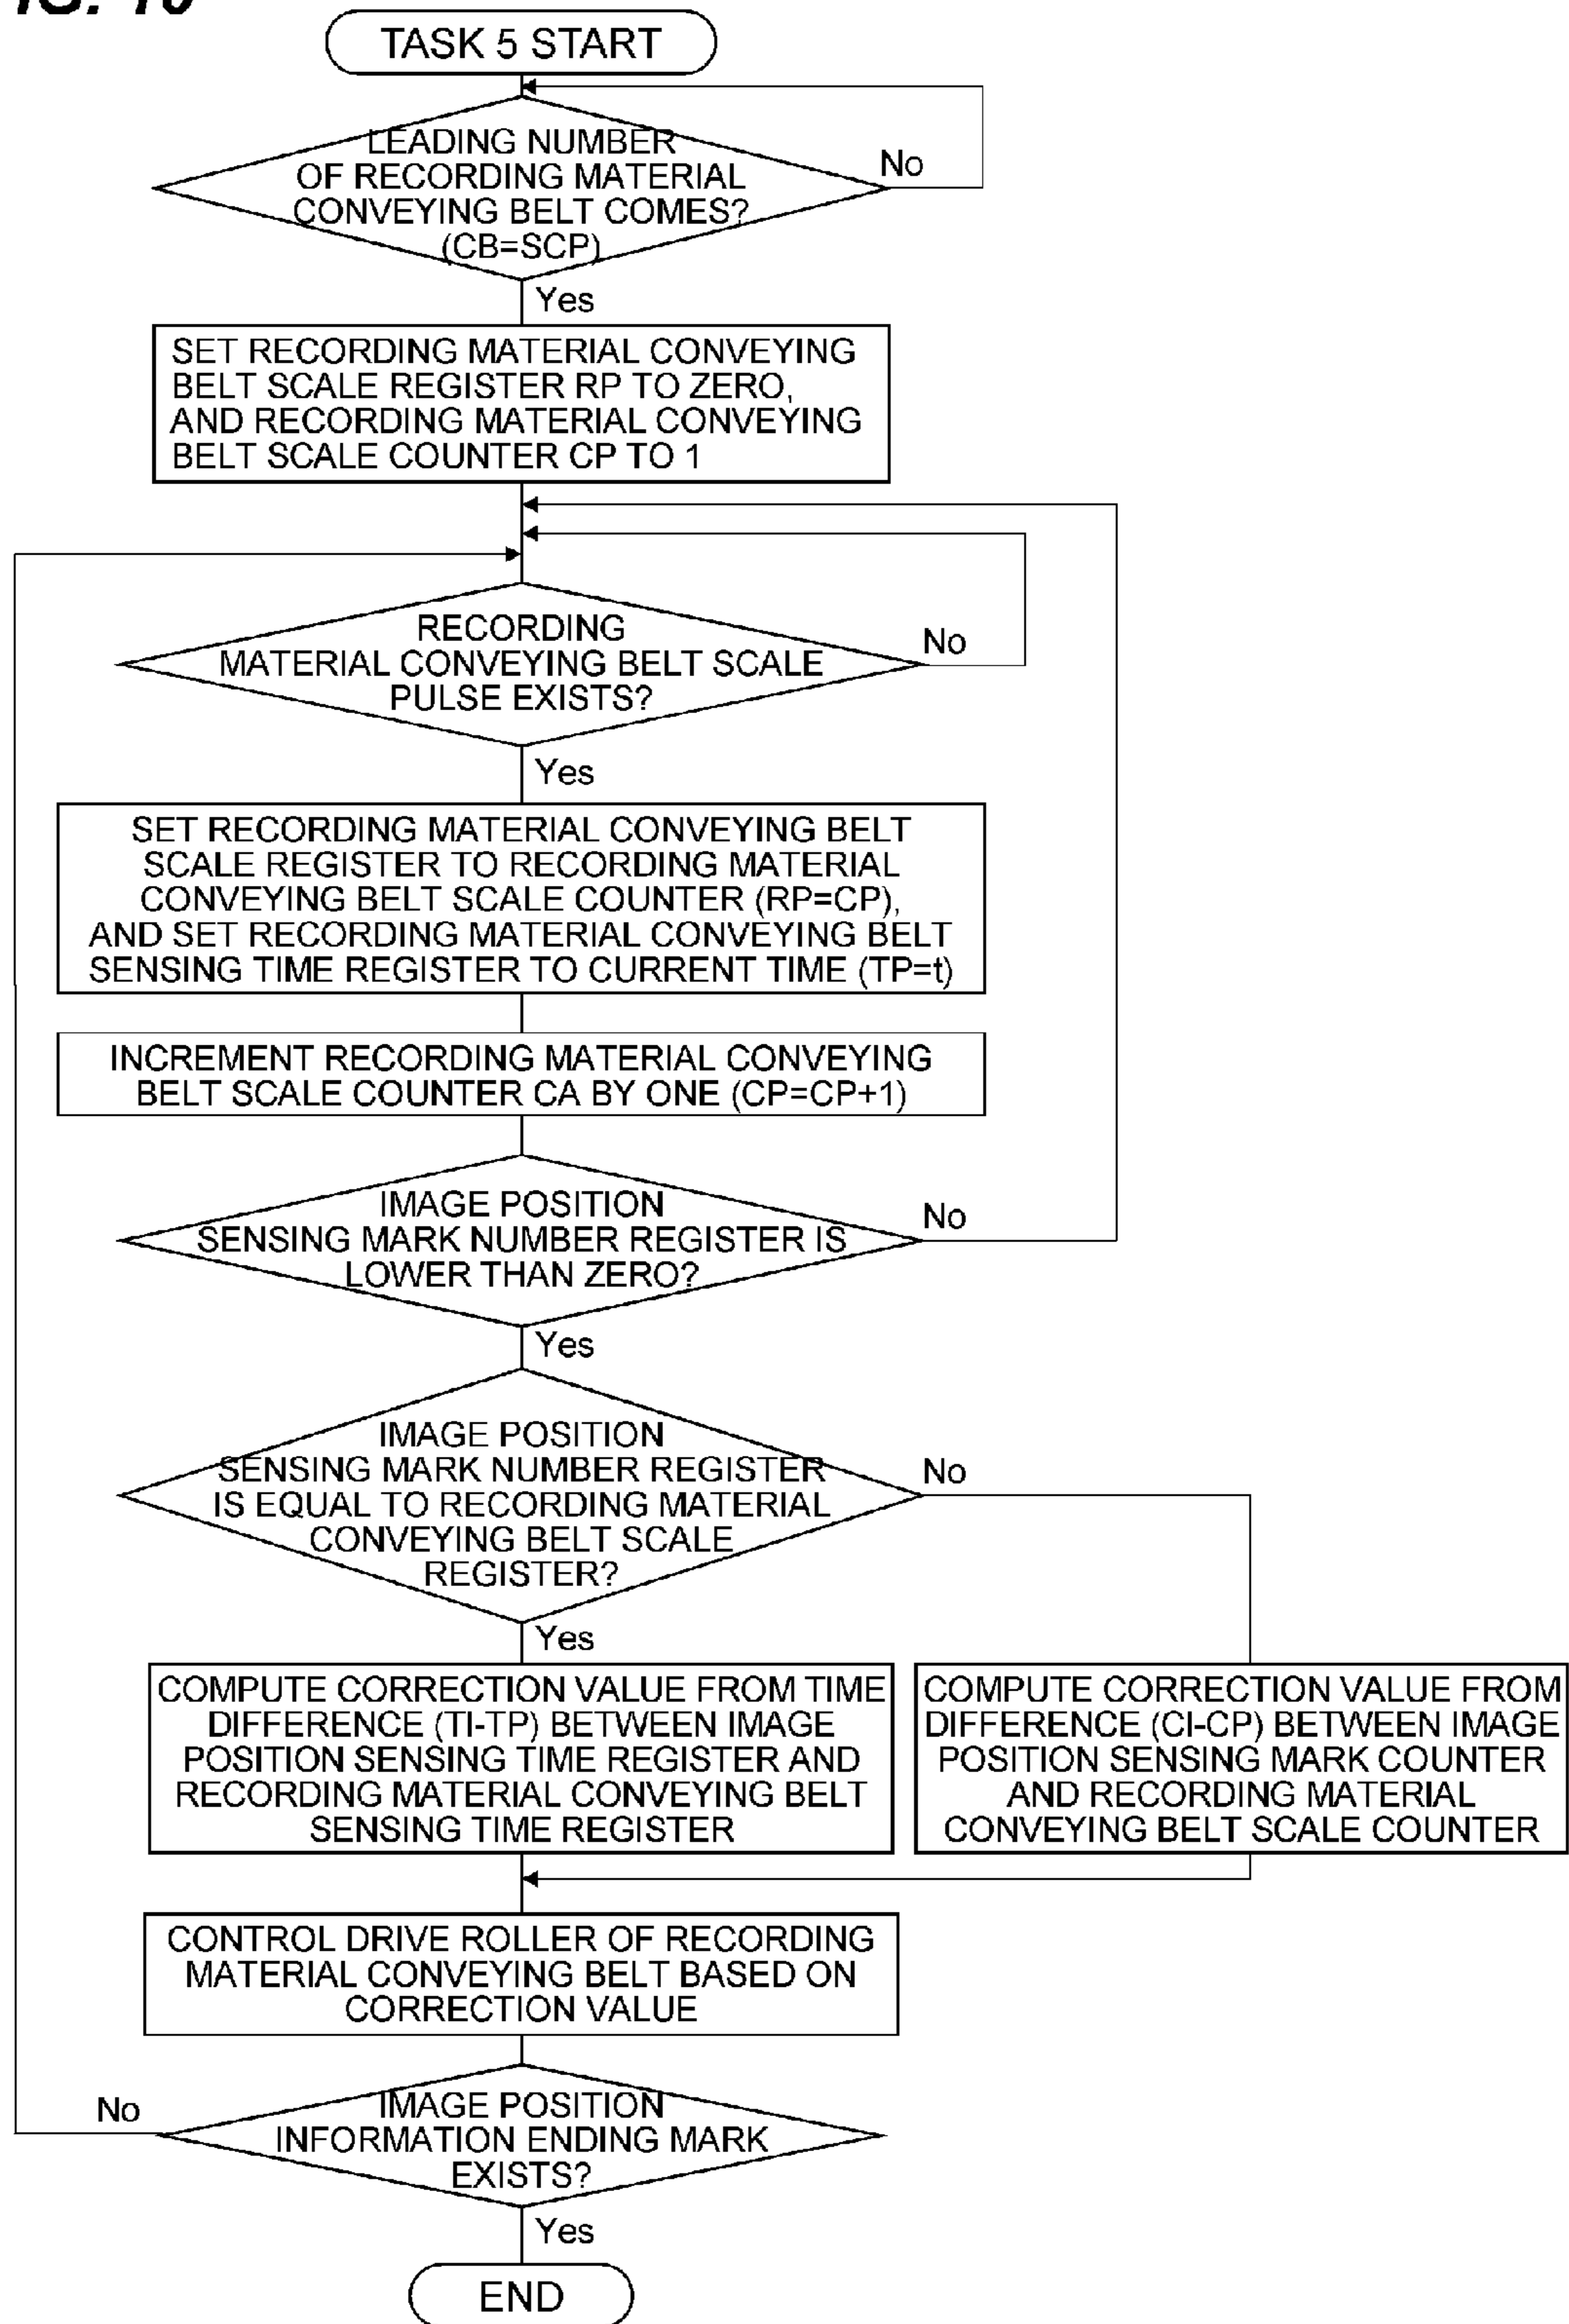 TASK 5 START
LEADING NUMBER
OF RECORDING MATERIAL
CONVEYING BELT COMES?
(CB=SCP)
No
Yes
SET RECORDING MATERIAL CONVEYING
BELT SCALE REGISTER RP TO ZERO,
AND RECORDING MATERIAL CONVEYING
BELT SCALE COUNTER CP TO 1
RECORDING
MATERIAL CONVEYING BELT SCALE
PULSE EXISTS?
No
Yes
SET RECORDING MATERIAL CONVEYING BELT
SCALE REGISTER TO RECORDING MATERIAL
CONVEYING BELT SCALE COUNTER (RP=CP),
AND SET RECORDING MATERIAL CONVEYING BELT
SENSING TIME REGISTER TO CURRENT TIME (TP=t)
INCREMENT RECORDING MATERIAL CONVEYING
BELT SCALE COUNTER CA BY ONE (CP=CP+1)
IMAGE POSITION
SENSING MARK NUMBER REGISTER IS
LOWER THAN ZERO?
No
Yes
IMAGE POSITION
SENSING MARK NUMBER REGISTER
IS EQUAL TO RECORDING MATERIAL
CONVEYING BELT SCALE
REGISTER?
No
Yes
COMPUTE CORRECTION VALUE FROM TIME
DIFFERENCE (TI-TP) BETWEEN IMAGE
POSITION SENSING TIME REGISTER AND
RECORDING MATERIAL CONVEYING BELT
SENSING TIME REGISTER
COMPUTE CORRECTION VALUE FROM
DIFFERENCE (CI-CP) BETWEEN IMAGE
POSITION SENSING MARK COUNTER
AND RECORDING MATERIAL
CONVEYING BELT SCALE COUNTER
CONTROL DRIVE ROLLER OF RECORDING
MATERIAL CONVEYING BELT BASED ON
CORRECTION VALUE
No
IMAGE POSITION
INFORMATION ENDING MARK
EXISTS?
Yes
END